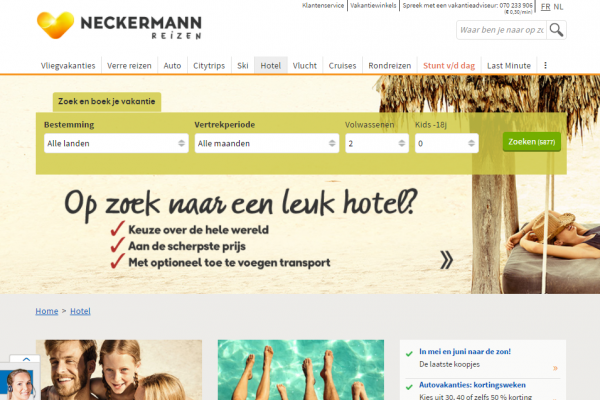 Klantenservice | Vakantiewinkels | Spreek met een vakantieadviseur: 070 233 906
(€ 0,30/min)
FR NL
NECKERMANN
REIZEN
Waar ben je naar op zo
Vliegvakanties Verre reizen Auto Citytrips Ski Hotel Vlucht Cruises Rondreizen Stunt v/d dag Last Minute
Zoek en boek je vakantie
Bestemming Vertrekperiode Volwassenen Kids -18j
Alle landen Alle maanden 2 0 Zoeken (5877)
Op zoek naar een leuk hotel?
Keuze over de hele wereld
Aan de scherpste prijs
Met optioneel toe te voegen transport
»
Home > Hotel
In mei en juni naar de zon!
De laatste koopjes
»
Autovakanties: kortingsweken
Kies uit 30, 40 of zelfs 50 % korting